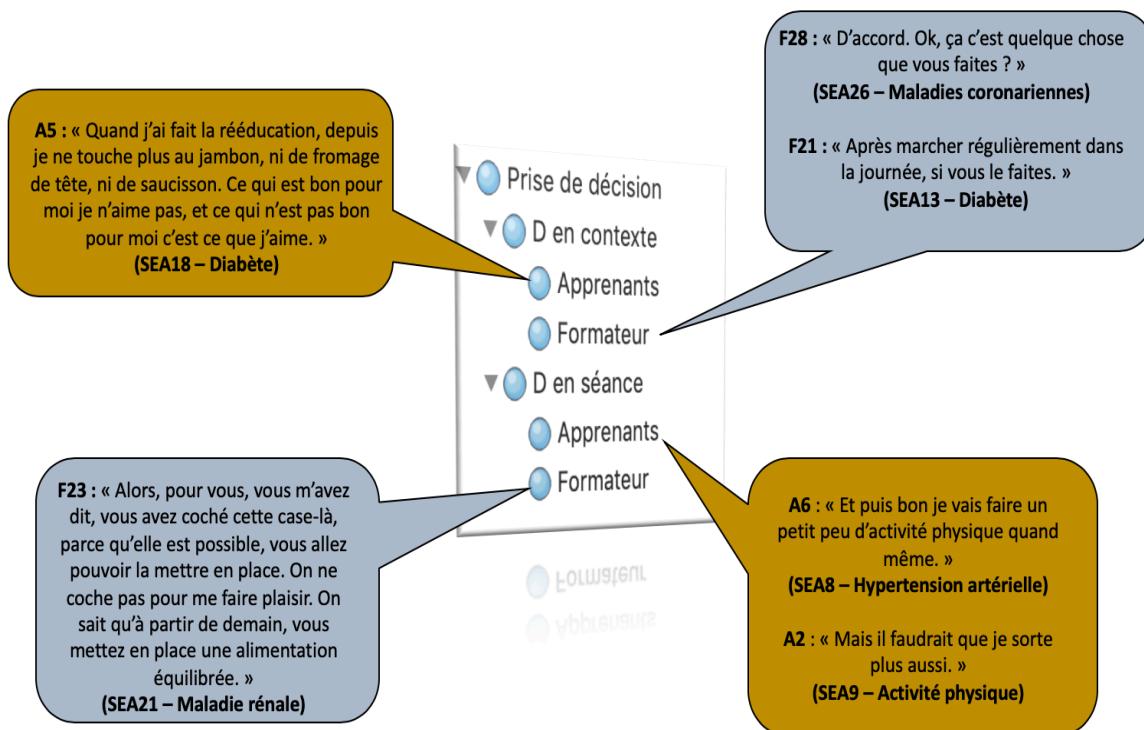 F28 : « D'accord. Ok, ça c'est quelque chose
que vous faites ? »
(SEA26 – Maladies coronariennes)
F21 : « Après marcher régulièrement dans
la journée, si vous le faites. »
(SEA13 – Diabète)
A5 : « Quand j'ai fait la rééducation, depuis
je ne touche plus au jambon, ni de fromage
de tête, ni de saucisson. Ce qui est bon pour
moi je n'aime pas, et ce qui n'est pas bon
pour moi c'est ce que j'aime. »
(SEA18 – Diabète)
Prise de décision
D en contexte
Apprenants
Formateur
D en séance
Apprenants
Formateur
F23 : « Alors, pour vous, vous m'avez
dit, vous avez coché cette case-là,
parce qu'elle est possible, vous allez
pouvoir la mettre en place. On ne
coche pas pour me faire plaisir. On
sait qu'à partir de demain, vous
mettez en place une alimentation
équilibrée. »
(SEA21 – Maladie rénale)
A6 : « Et puis bon je vais faire un
petit peu d'activité physique quand
même. »
(SEA8 – Hypertension artérielle)
A2 : « Mais il faudrait que je sorte
plus aussi. »
(SEA9 – Activité physique)
Formateur
Apprenants